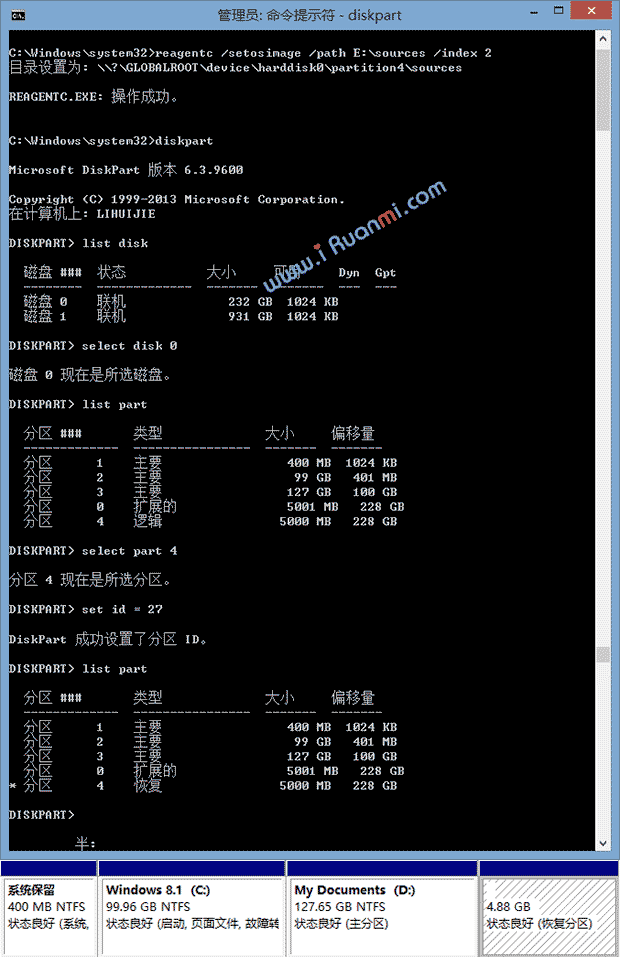 管理员: 命令提示符 - diskpart
C:\Windows\system32>reagentc /setosimage /path E:\sources /index 2
目录设置为: \\?\GLOBALROOT\device\harddisk0\partition4\sources
REAGENTC.EXE: 操作成功。
C:\Windows\system32>diskpart
Microsoft DiskPart 版本 6.3.9600
Copyright (C) 1999-2013 Microsoft Corporation.
在计算机上: LIHUIJIE
www.iRuanmi.com
DISKPART> list disk
磁盘 ### 状态 大小 可用 Dyn Gpt
-------- ------------- ------- ------- --- ---
磁盘 0 联机 232 GB 1024 KB
磁盘 1 联机 931 GB 1024 KB
DISKPART> select disk 0
磁盘 0 现在是所选磁盘。
DISKPART> list part
分区 ### 类型 大小 偏移量
------------- ---------------- ------- -------
分区 1 主要 400 MB 1024 KB
分区 2 主要 99 GB 401 MB
分区 3 主要 127 GB 100 GB
分区 0 扩展的 5001 MB 228 GB
分区 4 逻辑 5000 MB 228 GB
DISKPART> select part 4
分区 4 现在是所选分区。
DISKPART> set id = 27
DiskPart 成功设置了分区 ID。
DISKPART> list part
分区 ### 类型 大小 偏移量
------------- ---------------- ------- -------
分区 1 主要 400 MB 1024 KB
分区 2 主要 99 GB 401 MB
分区 3 主要 127 GB 100 GB
分区 0 扩展的 5001 MB 228 GB
* 分区 4 恢复 5000 MB 228 GB
DISKPART>
半:
系统保留
400 MB NTFS
状态良好 (系统,
Windows 8.1 (C:)
99.96 GB NTFS
状态良好 (启动, 页面文件, 故障转
My Documents (D:)
127.65 GB NTFS
状态良好 (主分区)
4.88 GB
状态良好 (恢复分区)